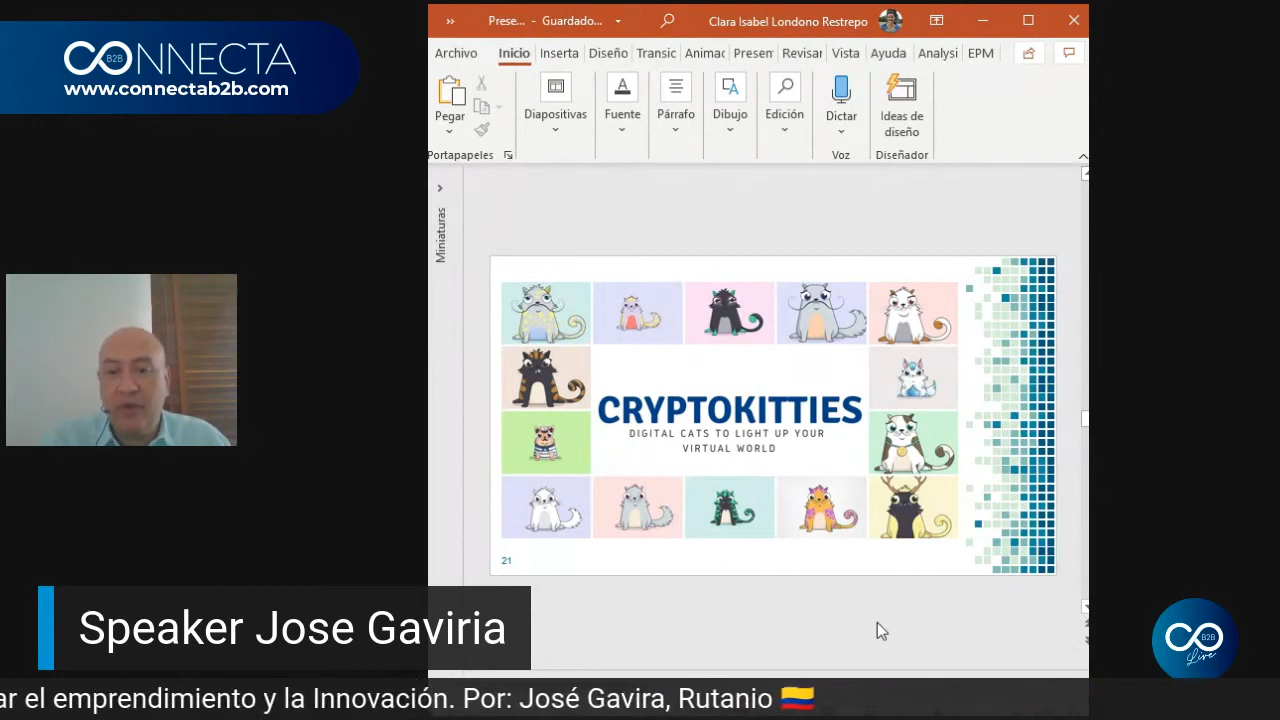 CONNECTA
B2B
www.connectab2b.com
Prese... - Guardado...
Clara Isabel Londono Restrepo
Archivo Inicio Inserta Diseño Transic Animac Presen Revisar Vista Ayuda Analysi EPM
Pegar
Diapositivas
Fuente
Párrafo
Dibujo
Edición
Dictar
Ideas de
diseño
Portapapeles
Voz
Diseñador
Miniaturas
CRYPTOKITTIES
DIGITAL CATS TO LIGHT UP YOUR
VIRTUAL WORLD
21
Speaker Jose Gaviria
CO B2B
Live
ar el emprendimiento y la Innovación. Por: José Gavira, Rutanio 🇨🇴